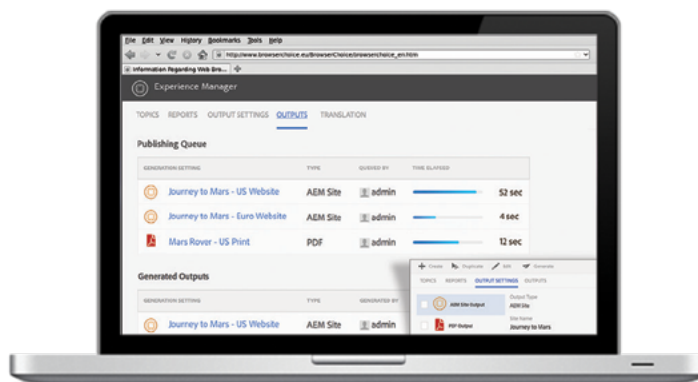 File Edit View History Bookmarks Tools Help
http://www.browserchoice.eu/BrowserChoice/browserchoice_en.htm
Information Regarding Web Bro...
Experience Manager
TOPICS REPORTS OUTPUT SETTINGS OUTPUTS TRANSLATION
Publishing Queue
GENERATION SETTING TYPE QUEUED BY TIME ELAPSED
Journey to Mars - US Website AEM Site admin 52 sec
Journey to Mars - Euro Website AEM Site admin 4 sec
Mars Rover - US Print PDF admin 12 sec
Create Duplicate Edit Generate
Generated Outputs
TOPICS REPORTS OUTPUT SETTINGS OUTPUTS
GENERATION SETTING TYPE GENERATED BY
AEM Site Output
Output Type
AEM Site
Journey to Mars - US Website AEM Site admin
PDF Output
Site Name
Journey to Mars